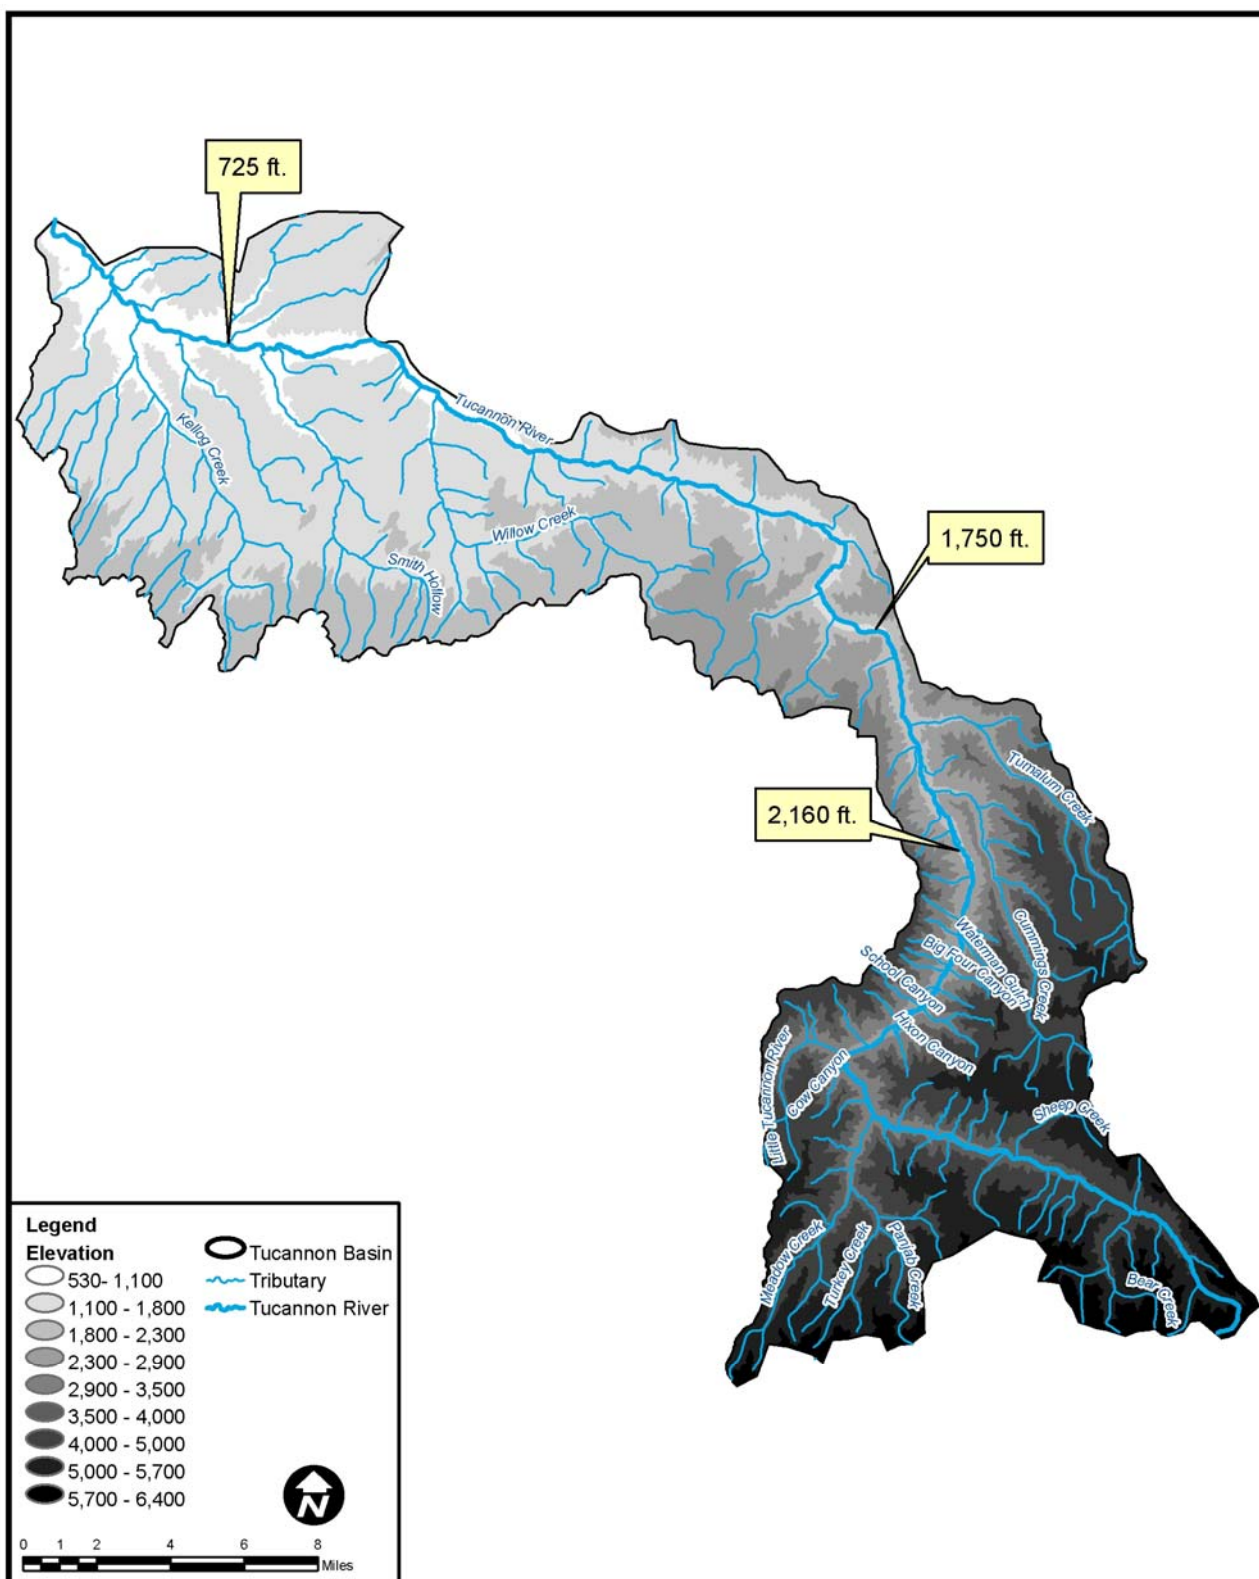 725 ft.
Tucannon River
Kellog Creek
Willow Creek
Smith Hollow
1,750 ft.
Tumalum Creek
2,160 ft.
Waterman Gulch
Cummings Creek
Big Four Canyon
School Canyon
Hixon Canyon
Little Tucannon River
Cow Canyon
Sheep Creek
Meadow Creek
Turkey Creek
Panjab Creek
Bear Creek
Legend
Elevation
530- 1,100
1,100 - 1,800
1,800 - 2,300
2,300 - 2,900
2,900 - 3,500
3,500 - 4,000
4,000 - 5,000
5,000 - 5,700
5,700 - 6,400
Tucannon Basin
Tributary
Tucannon River
N
0 1 2 4 6 8
Miles